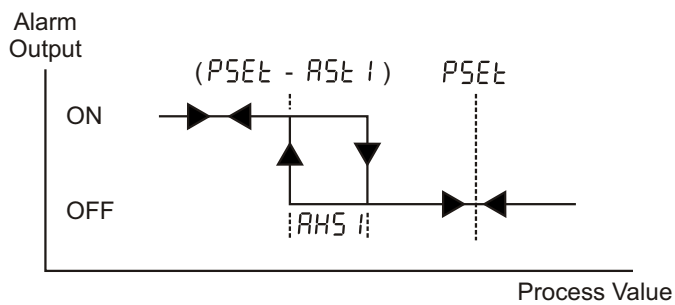 Alarm
Output
(PSEt - ASt1) PSEt
ON
OFF
AHS1
Process Value